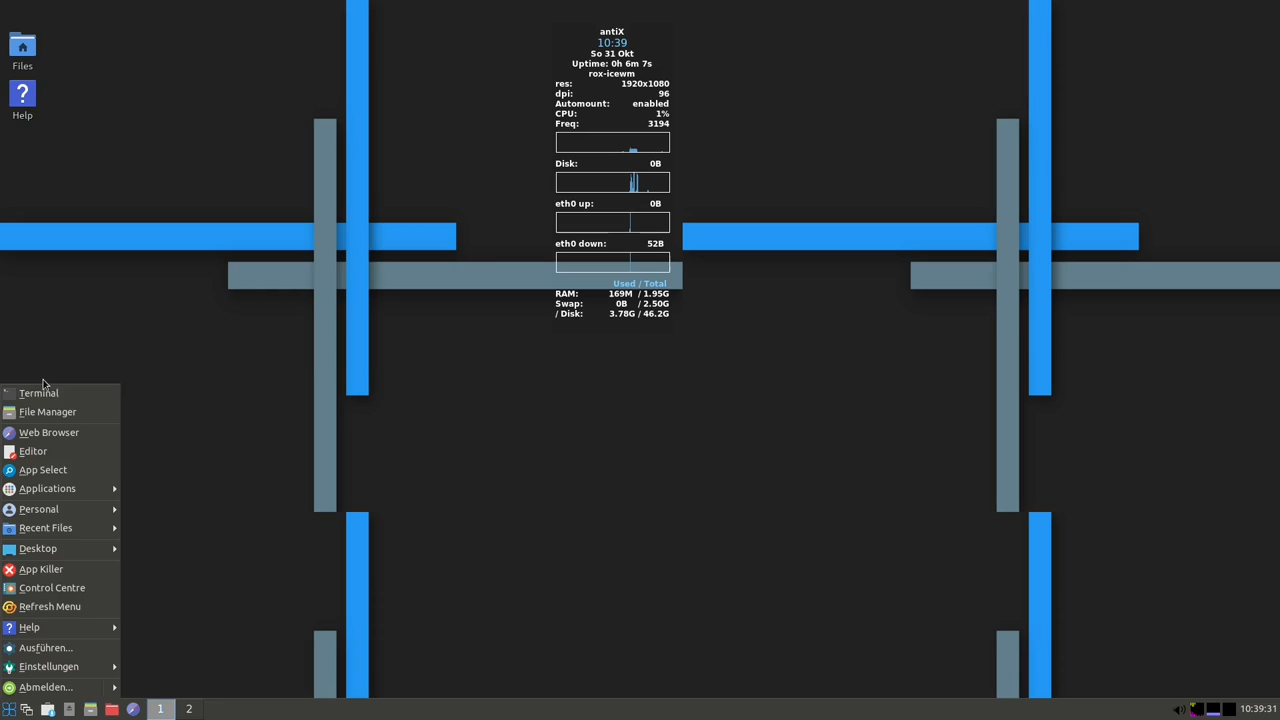 Files
Help
antiX
10:39
So 31 Okt
Uptime: 0h 6m 7s
rox-icewm
res: 1920x1080
dpi: 96
Automount: enabled
CPU: 1%
Freq: 3194
Disk: 0B
eth0 up: 0B
eth0 down: 52B
Used / Total
RAM: 169M / 1.95G
Swap: 0B / 2.50G
/ Disk: 3.78G / 46.2G
Terminal
File Manager
Web Browser
Editor
App Select
Applications
Personal
Recent Files
Desktop
App Killer
Control Centre
Refresh Menu
Help
Ausführen...
Einstellungen
Abmelden...
1 2
10:39:31